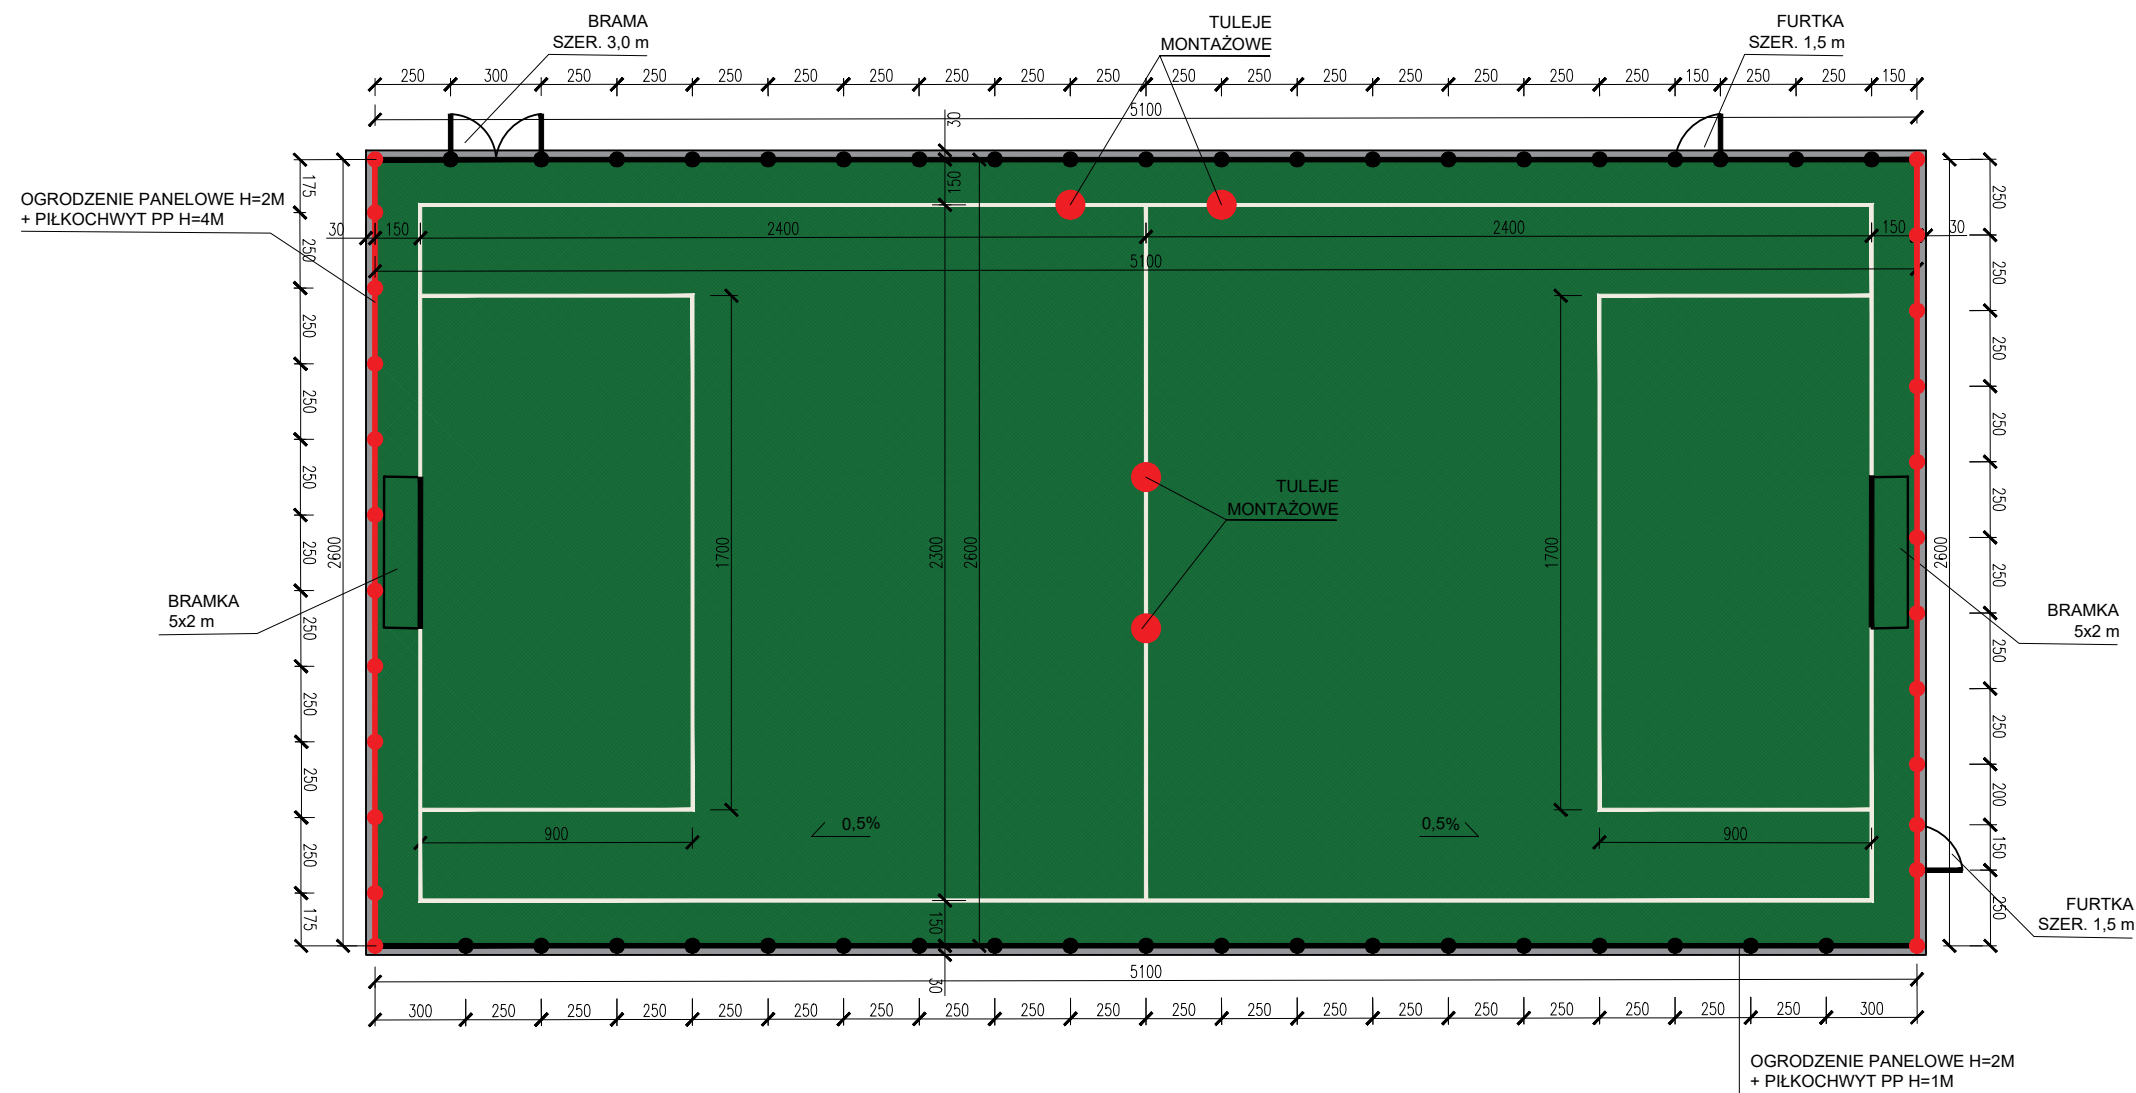 BRAMA
SZER. 3,0 m
TULEJE
MONTAŻOWE
FURTKA
SZER. 1,5 m
250 300 250 250 250 250 250 250 250 250 250 250 250 250 250 250 250 150 250 250 150
5100
30
OGRODZENIE PANELOWE H=2M
+ PIŁKOCHWYT PP H=4M
150
30 150 2400 2400 150 30
5100
175
250
250
250
250
250
250
250
250
250
175
2600
1700
2300
2600
1700
2600
250
250
250
250
250
250
250
250
200
150
250
TULEJE
MONTAŻOWE
BRAMKA
5x2 m
BRAMKA
5x2 m
900
0,5%
0,5%
900
150
FURTKA
SZER. 1,5 m
30
5100
300 250 250 250 250 250 250 250 250 250 250 250 250 250 250 250 250 250 250 300
OGRODZENIE PANELOWE H=2M
+ PIŁKOCHWYT PP H=1M